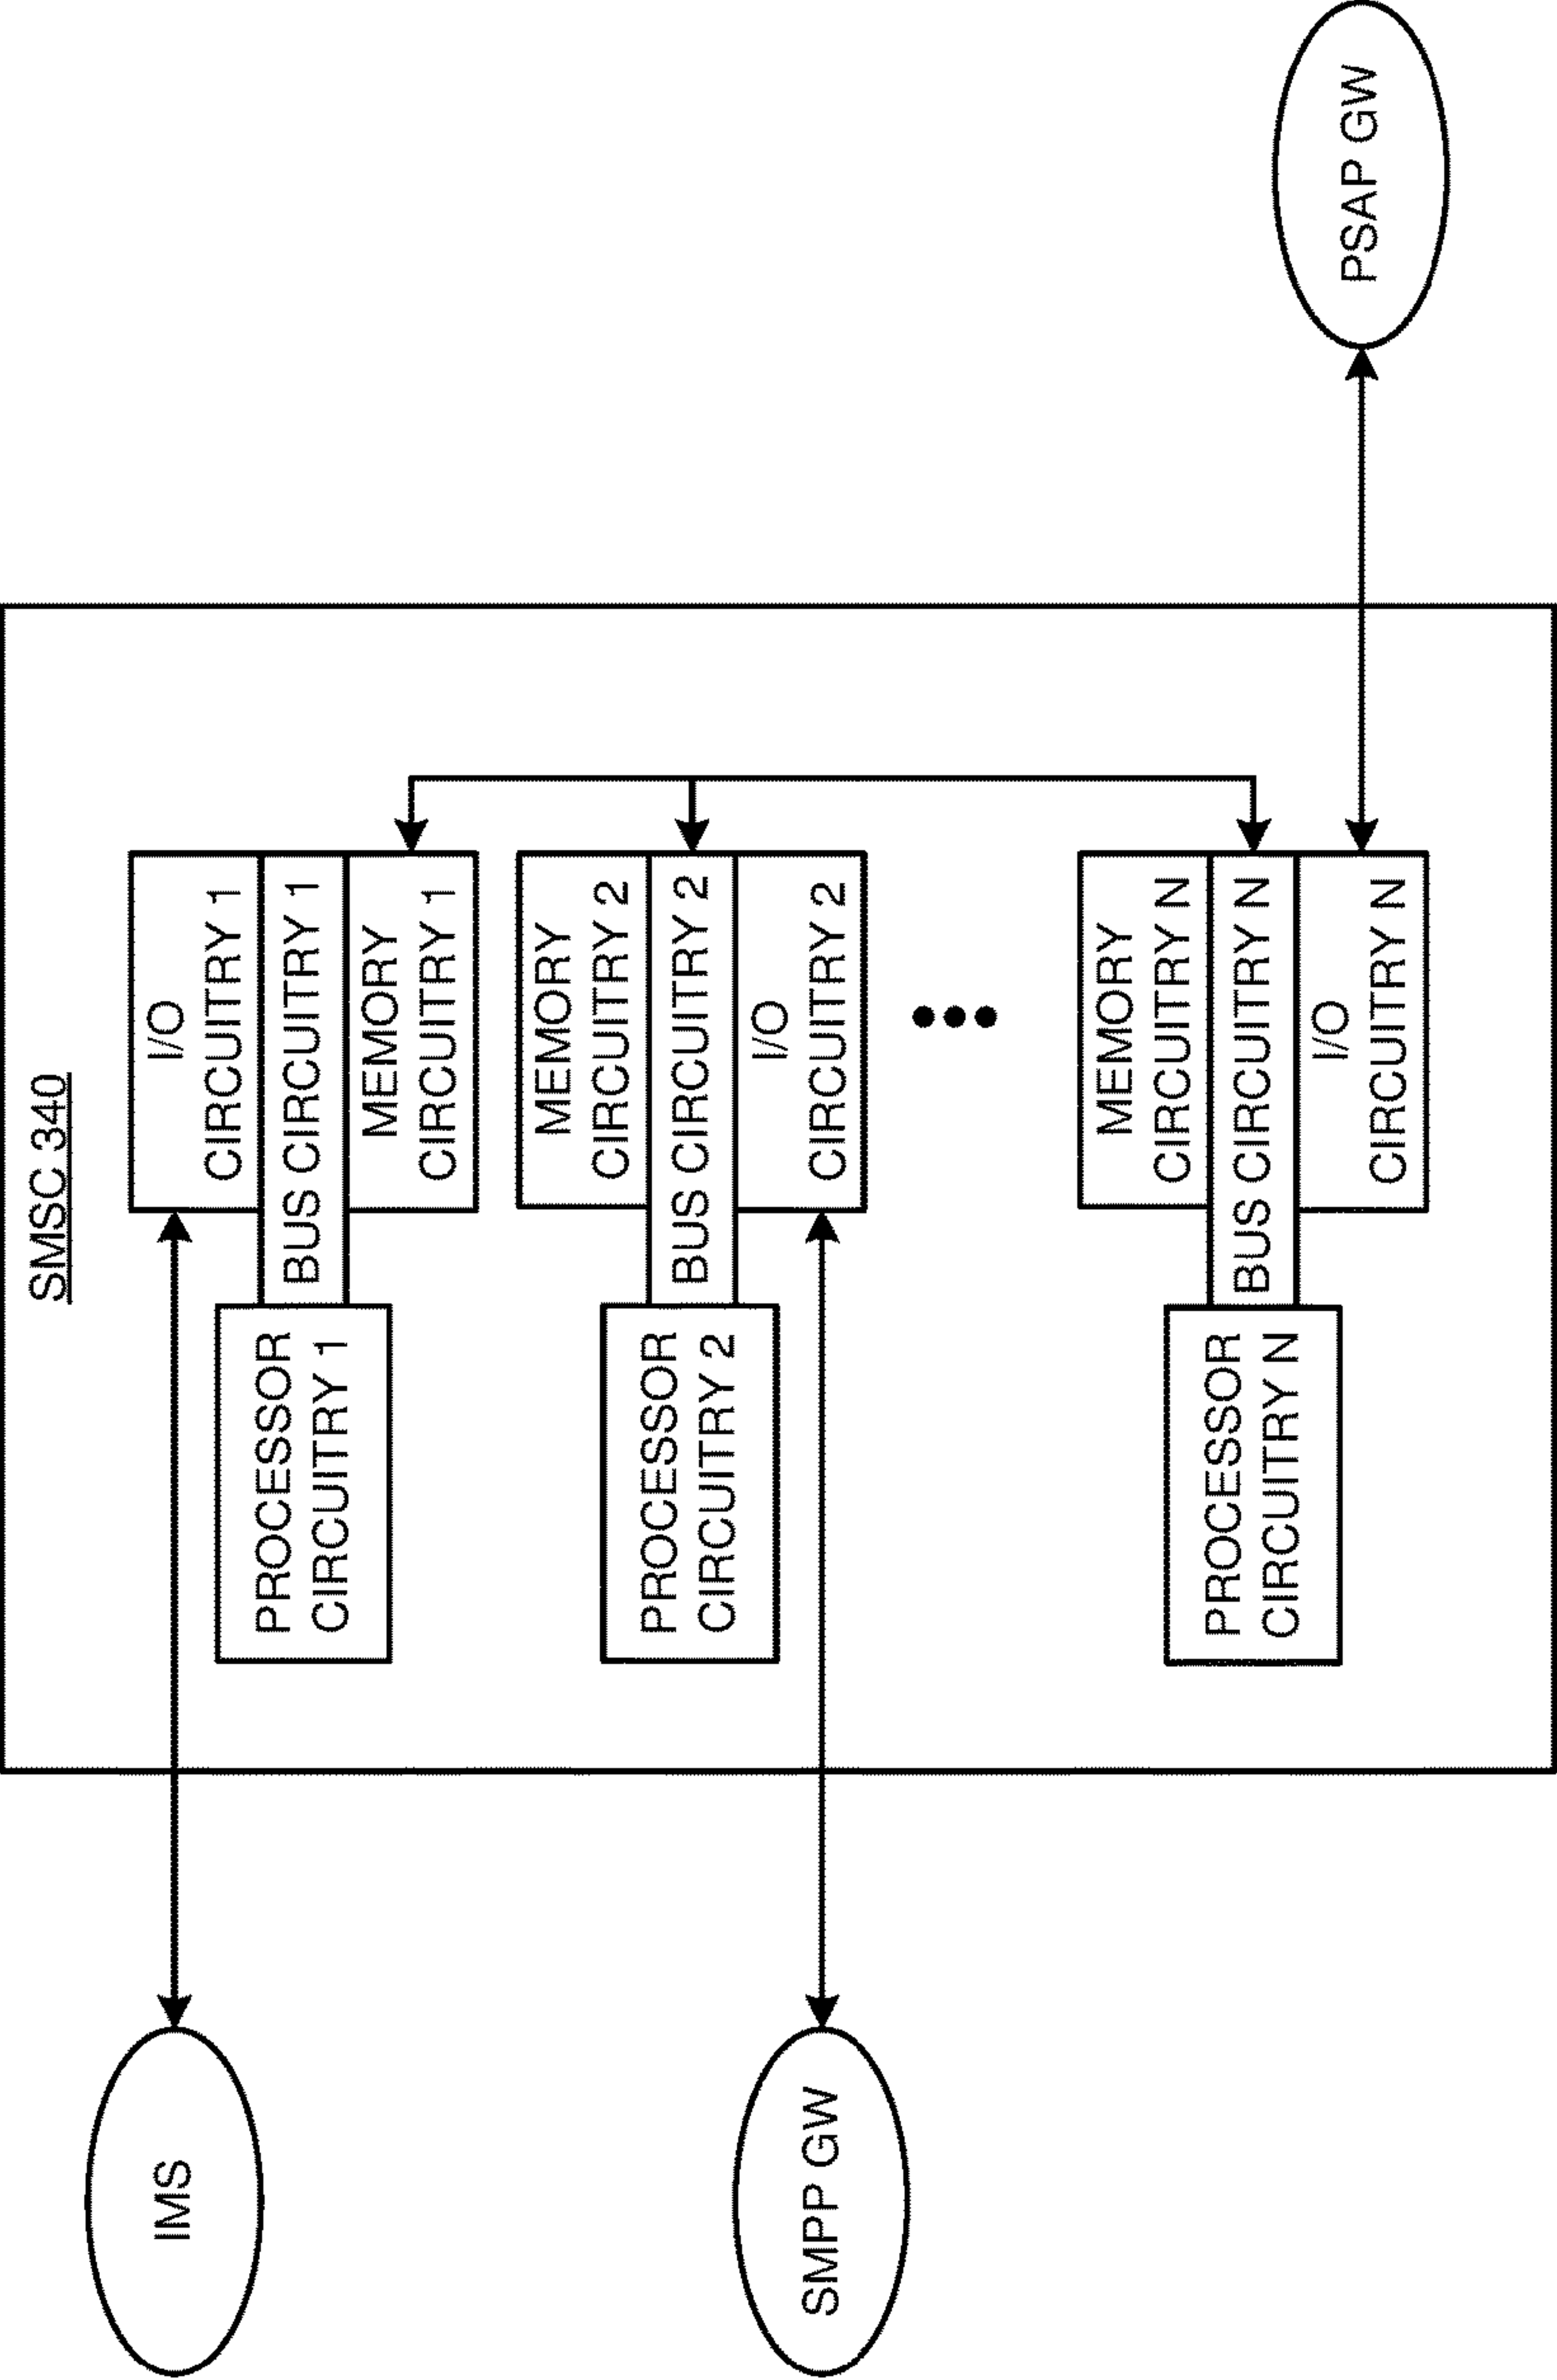 SMSC 340
IMS
PROCESSOR
CIRCUITRY 1
I/O
CIRCUITRY 1
BUS CIRCUITRY 1
MEMORY
CIRCUITRY 1
SMPP GW
PROCESSOR
CIRCUITRY 2
MEMORY
CIRCUITRY 2
BUS CIRCUITRY 2
I/O
CIRCUITRY 2
PROCESSOR
CIRCUITRY N
MEMORY
CIRCUITRY N
BUS CIRCUITRY N
I/O
CIRCUITRY N
PSAP GW